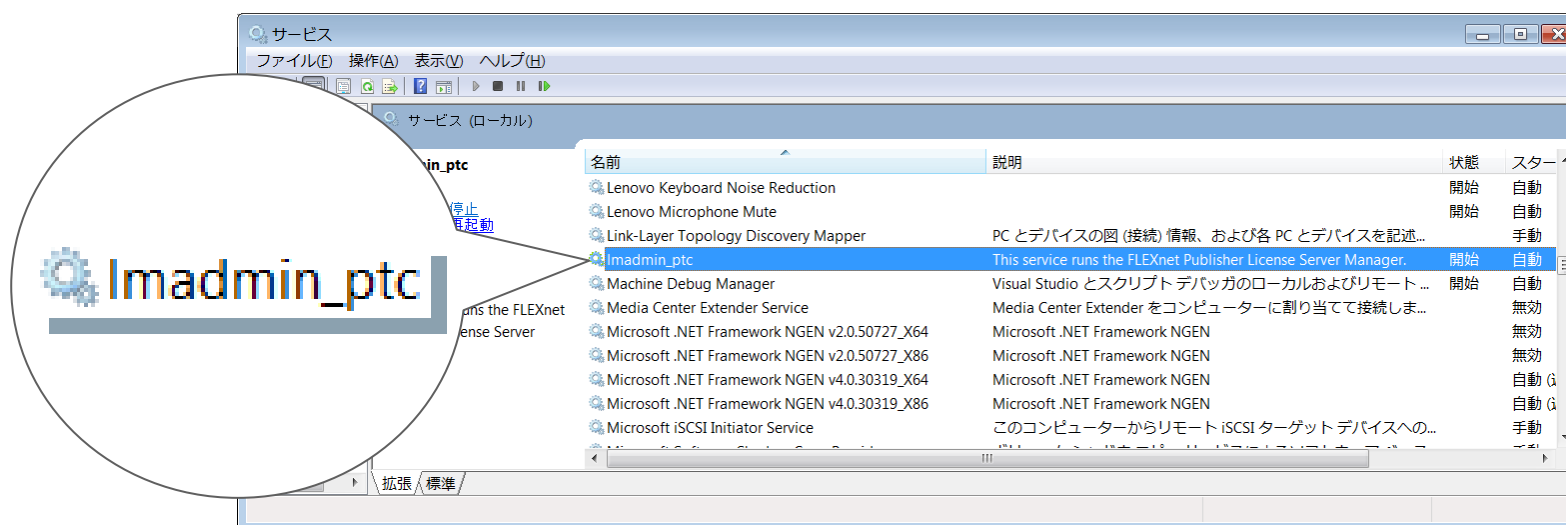 サービス
ファイル(F) 操作(A) 表示(V) ヘルプ(H)
サービス (ローカル)
lmadmin_ptc
停止
再起動
uns the FLEXnet
ense Server
名前 説明 状態 スター
Lenovo Keyboard Noise Reduction 開始 自動
Lenovo Microphone Mute 開始 自動
Link-Layer Topology Discovery Mapper PC とデバイスの図 (接続) 情報、および各 PC とデバイスを記述... 手動
lmadmin_ptc This service runs the FLEXnet Publisher License Server Manager. 開始 自動
Machine Debug Manager Visual Studio とスクリプト デバッガのローカルおよびリモート ... 開始 自動
Media Center Extender Service Media Center Extender をコンピューターに割り当てて接続しま... 無効
Microsoft .NET Framework NGEN v2.0.50727_X64 Microsoft .NET Framework NGEN 無効
Microsoft .NET Framework NGEN v2.0.50727_X86 Microsoft .NET Framework NGEN 無効
Microsoft .NET Framework NGEN v4.0.30319_X64 Microsoft .NET Framework NGEN 自動
Microsoft .NET Framework NGEN v4.0.30319_X86 Microsoft .NET Framework NGEN 自動
Microsoft iSCSI Initiator Service このコンピューターからリモート iSCSI ターゲット デバイスへの... 手動
拡張 標準